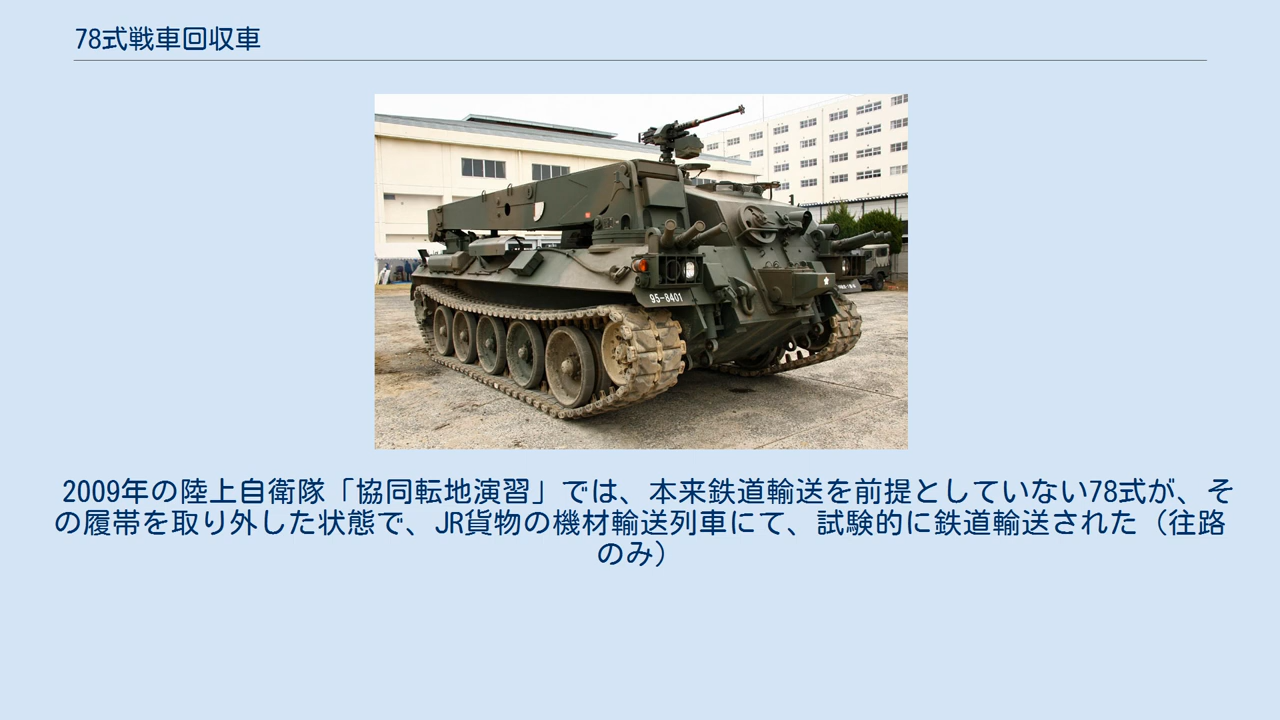 78式戦車回収車
95-8401
2009年の陸上自衛隊「協同転地演習」では、本来鉄道輸送を前提としていない78式が、そ
の履帯を取り外した状態で、JR貨物の機材輸送列車にて、試験的に鉄道輸送された（往路
のみ）